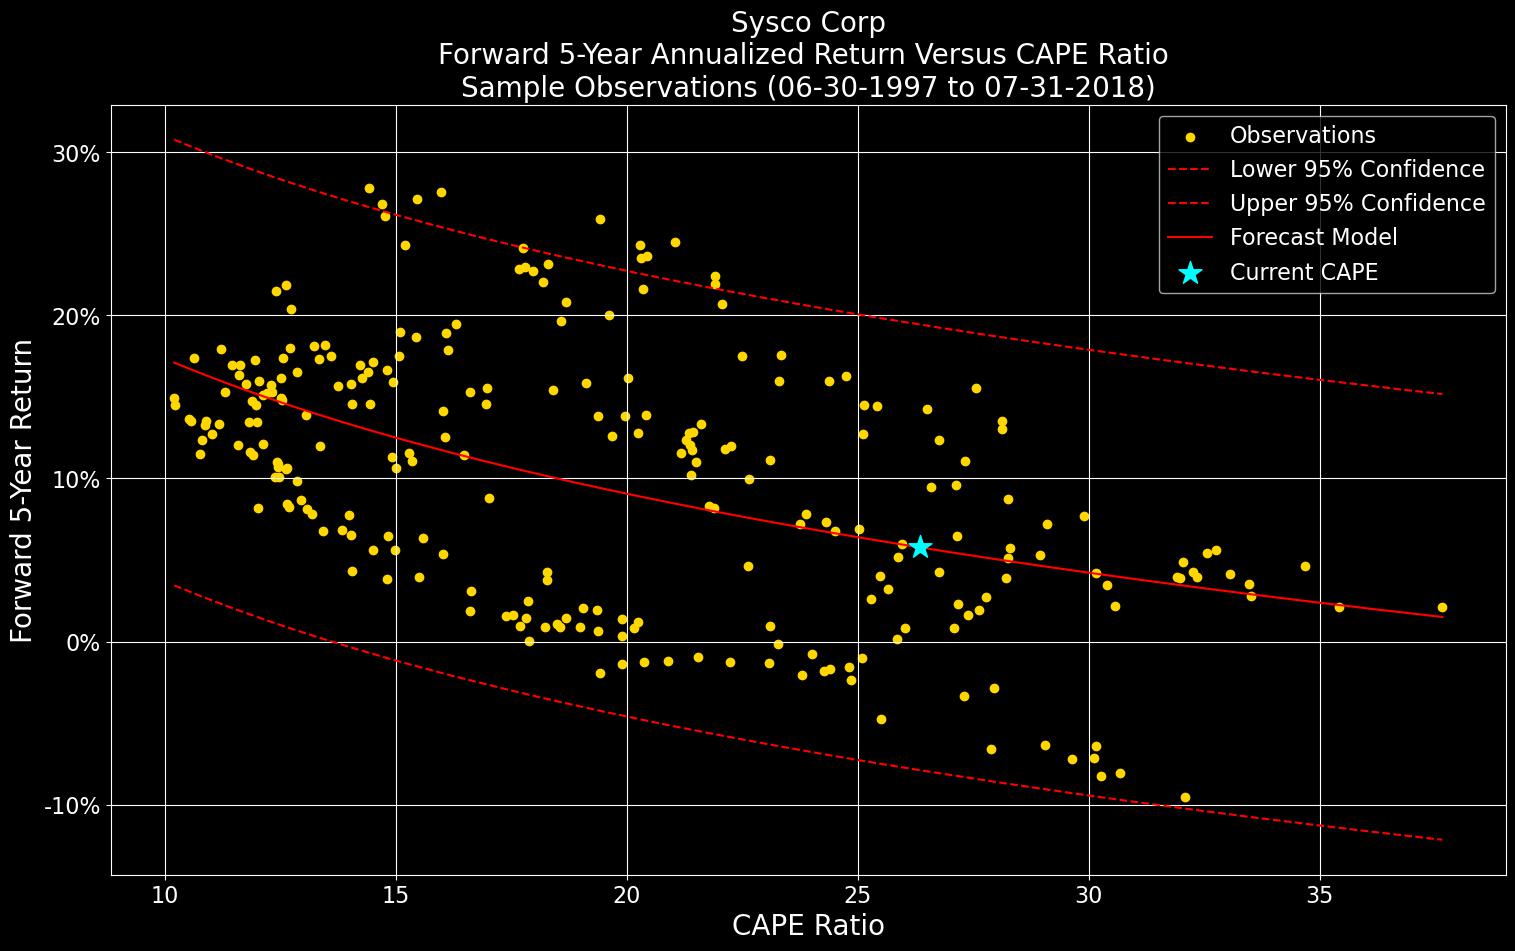 Sysco Corp
Forward 5-Year Annualized Return Versus CAPE Ratio
Sample Observations (06-30-1997 to 07-31-2018)
Observations
Lower 95% Confidence
Upper 95% Confidence
Forecast Model
Current CAPE
Forward 5-Year Return
30%
20%
10%
0%
-10%
10 15 20 25 30 35
CAPE Ratio